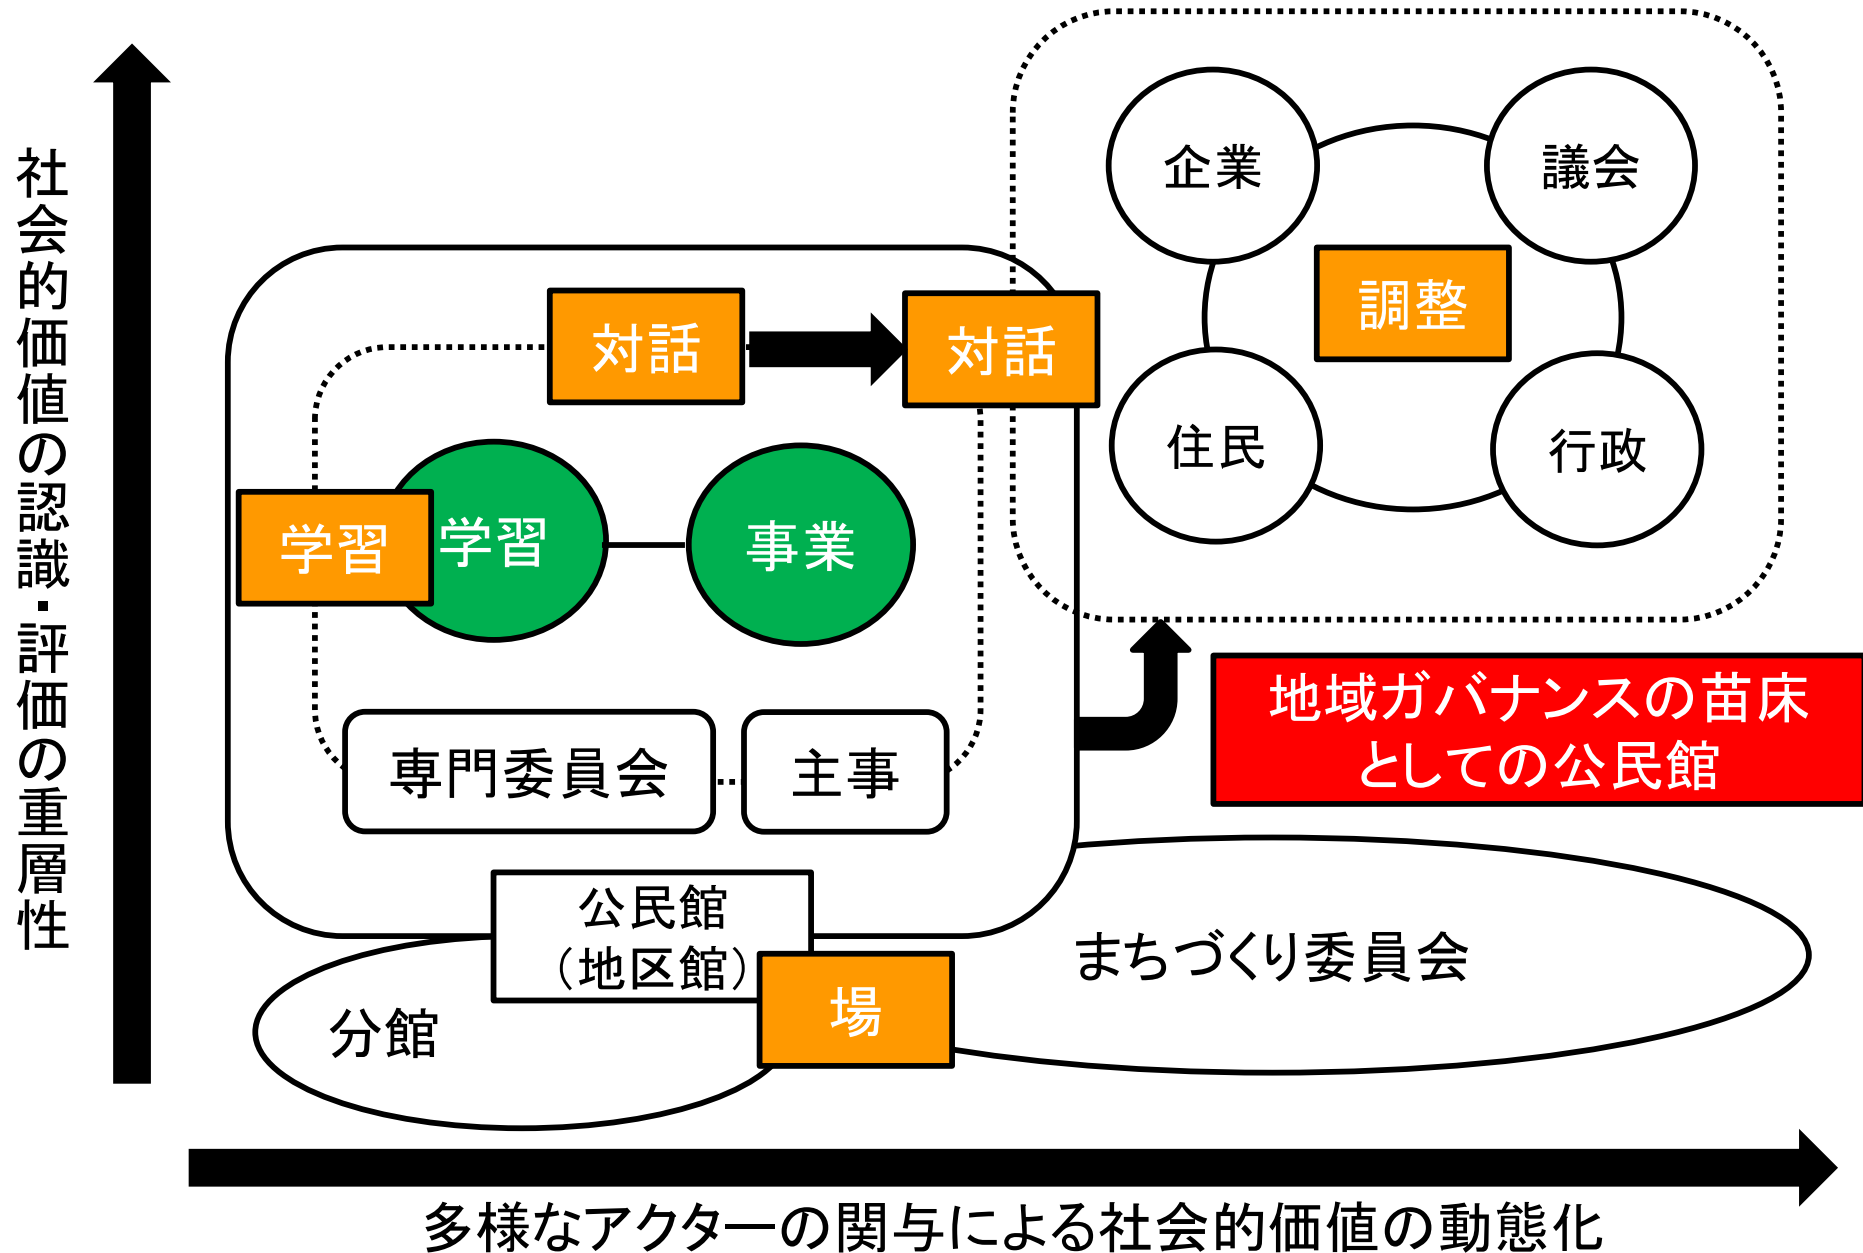 社会的価値の認識・評価の重層性
企業
議会
調整
住民
行政
対話
対話
学習
学習
事業
専門委員会
主事
地域ガバナンスの苗床
としての公民館
公民館
（地区館）
場
分館
まちづくり委員会
多様なアクターの関与による社会的価値の動態化